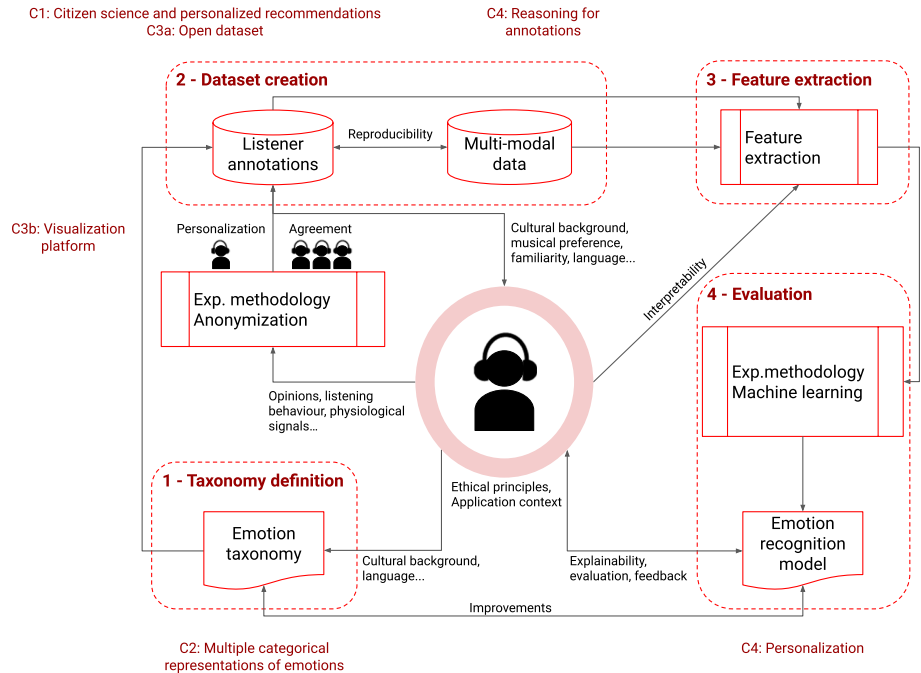 C1: Citizen science and personalized recommendations
C3a: Open dataset
C4: Reasoning for
annotations
2 - Dataset creation
3 - Feature extraction
Listener
annotations
Reproducibility
Multi-modal
data
Feature
extraction
C3b: Visualization
platform
Personalization
Agreement
Cultural background,
musical preference,
familiarity, language...
Exp. methodology
Anonymization
Interpretability
4 - Evaluation
Exp.methodology
Machine learning
Opinions, listening
behaviour, physiological
signals...
1 - Taxonomy definition
Ethical principles,
Application context
Emotion
taxonomy
Cultural background,
language...
Explainability,
evaluation, feedback
Emotion
recognition
model
Improvements
C2: Multiple categorical
representations of emotions
C4: Personalization